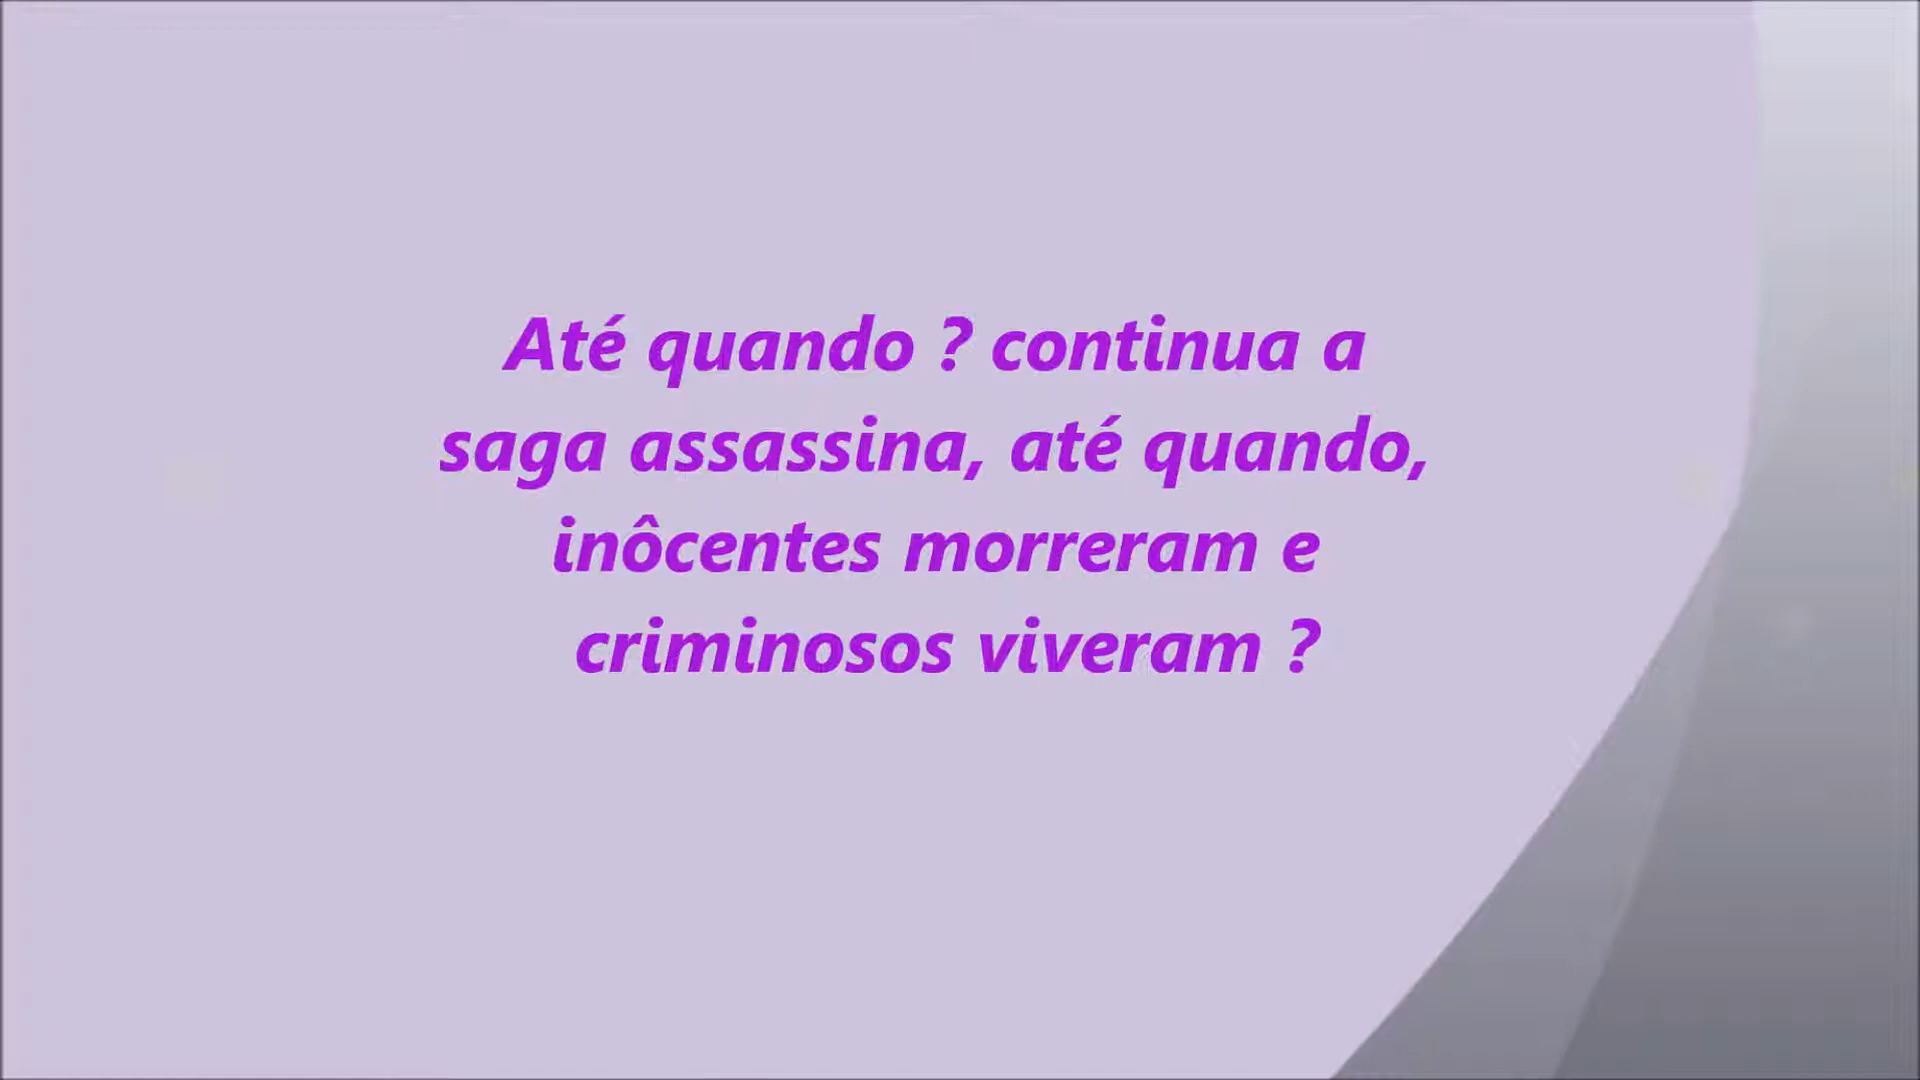 Até quando ? continua a
saga assassina, até quando,
inôcentes morreram e
criminosos viveram ?